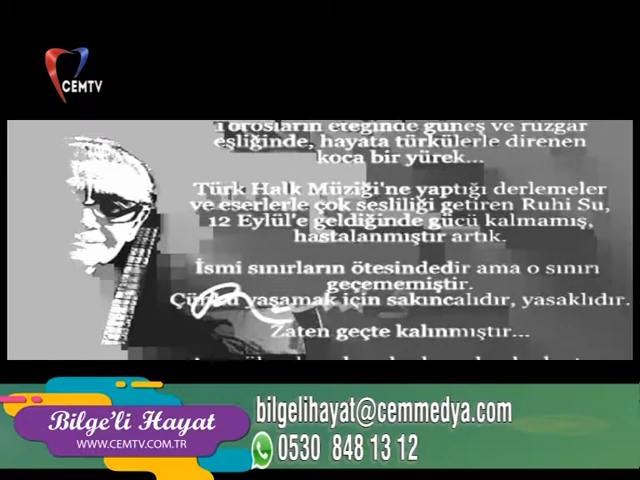 CEMTV
Torosların eteğinde güneş ve rüzgar
eşliğinde, hayata türkülerle direnen
koca bir yürek...
Türk Halk Müziği'ne yaptığı derlemeler
ve eserlerle çok sesliliği getiren Ruhi Su,
12 Eylül'e geldiğinde gücü kalmamış,
hastalanmıştır artık.
İsmi sınırların ötesindedir ama o sınırı
geçememiştir.
Çünkü yaşamak için sakıncalıdır, yasaklıdır.
Zaten geçte kalınmıştır...
Bilge'li Hayat
WWW.CEMTV.COM.TR
bilgelihayat@cemmedya.com
0530 848 13 12